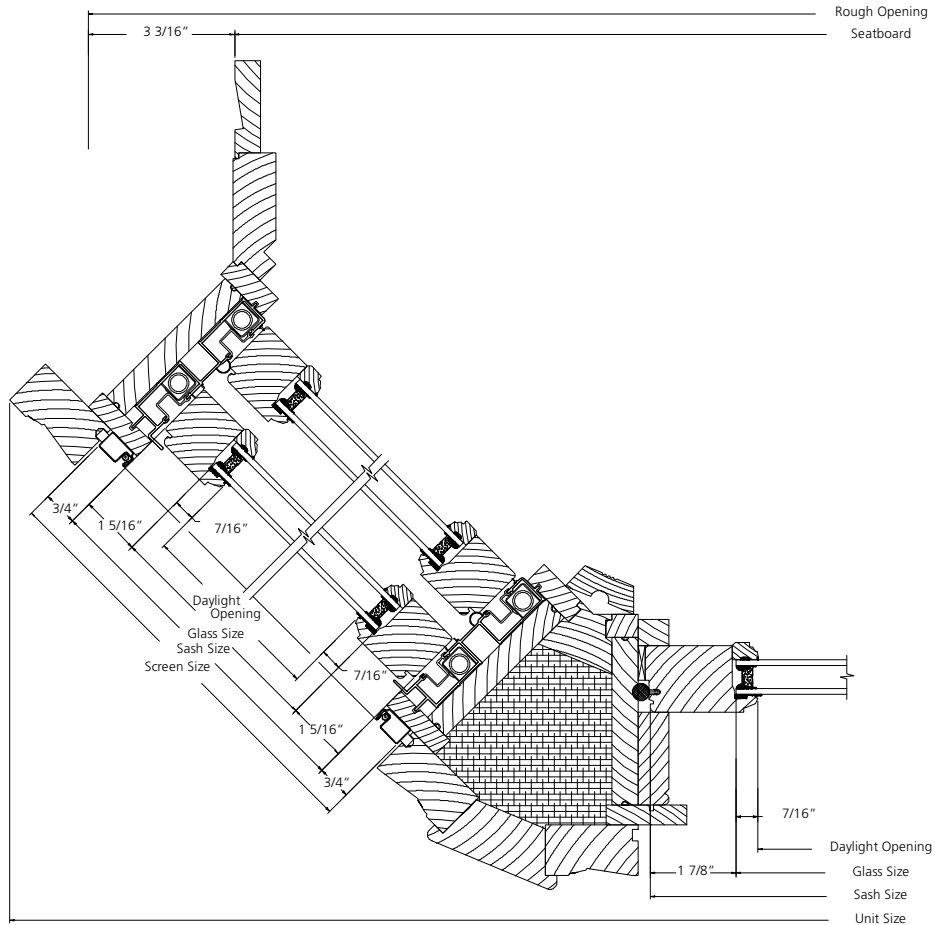 Rough Opening
3 3/16”
Seatboard
3/4”
1 5/16”
7/16”
Daylight
Opening
Glass Size
Sash Size
Screen Size
7/16”
1 5/16”
3/4”
7/16”
Daylight Opening
1 7/8”
Glass Size
Sash Size
Unit Size